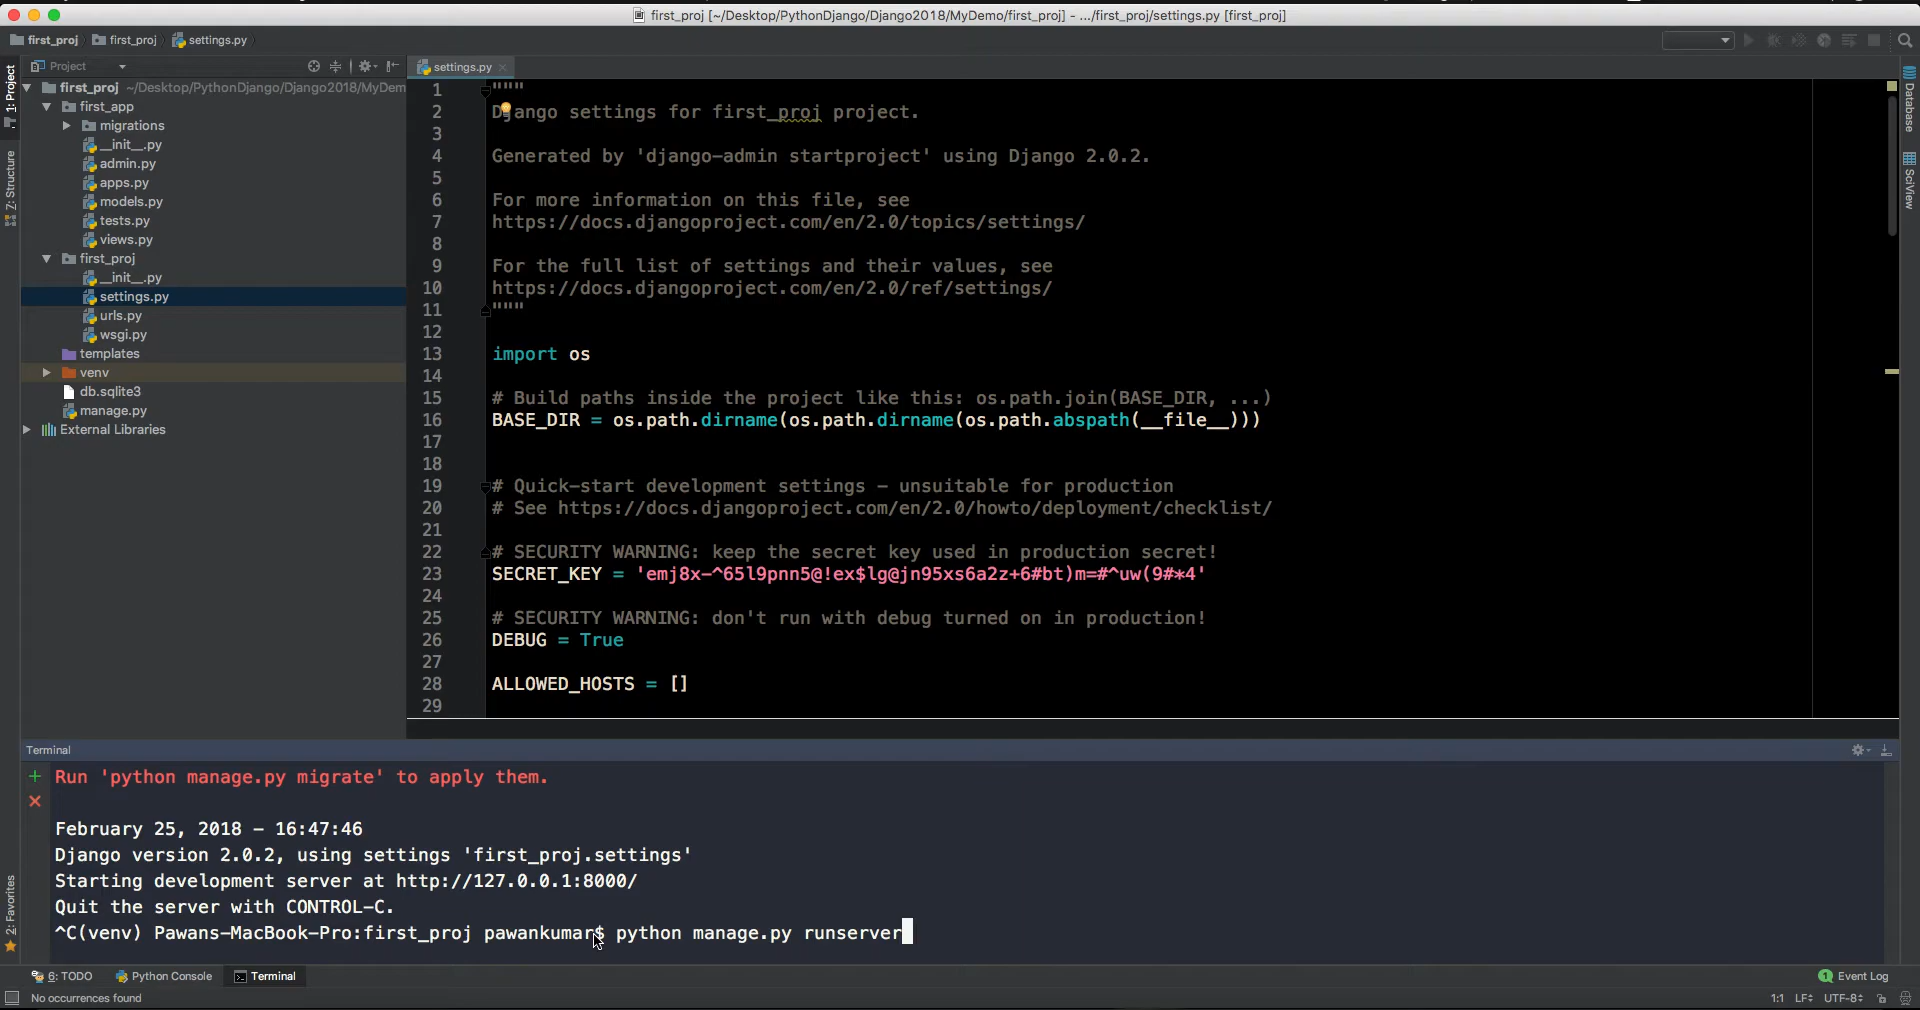 first_proj [~/Desktop/PythonDjango/Django2018/MyDemo/first_proj] - .../first_proj/settings.py [first_proj]
first_proj first_proj settings.py
Project
settings.py
1: Project
Z: Structure
2: Favorites
Database
SciView
first_proj ~/Desktop/PythonDjango/Django2018/MyDem
first_app
migrations
__init__.py
admin.py
apps.py
models.py
tests.py
views.py
first_proj
__init__.py
settings.py
urls.py
wsgi.py
templates
venv
db.sqlite3
manage.py
External Libraries
1 """
2 Django settings for first_proj project.
3
4 Generated by 'django-admin startproject' using Django 2.0.2.
5
6 For more information on this file, see
7 https://docs.djangoproject.com/en/2.0/topics/settings/
8
9 For the full list of settings and their values, see
10 https://docs.djangoproject.com/en/2.0/ref/settings/
11 """
12
13 import os
14
15 # Build paths inside the project like this: os.path.join(BASE_DIR, ...)
16 BASE_DIR = os.path.dirname(os.path.dirname(os.path.abspath(__file__)))
17
18
19 # Quick-start development settings - unsuitable for production
20 # See https://docs.djangoproject.com/en/2.0/howto/deployment/checklist/
21
22 # SECURITY WARNING: keep the secret key used in production secret!
23 SECRET_KEY = 'emj8x-^65l9pnn5@!ex$lg@jn95xs6a2z+6#bt)m=#^uw(9#*4'
24
25 # SECURITY WARNING: don't run with debug turned on in production!
26 DEBUG = True
27
28 ALLOWED_HOSTS = []
29
Terminal
Run 'python manage.py migrate' to apply them.
February 25, 2018 - 16:47:46
Django version 2.0.2, using settings 'first_proj.settings'
Starting development server at http://127.0.0.1:8000/
Quit the server with CONTROL-C.
^C(venv) Pawans-MacBook-Pro:first_proj pawankumar$ python manage.py runserver
6: TODO Python Console Terminal 1 Event Log
No occurrences found 1:1 LF UTF-8